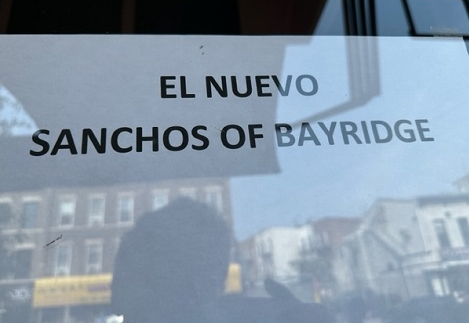 EL NUEVO
SANCHOS OF BAYRIDGE